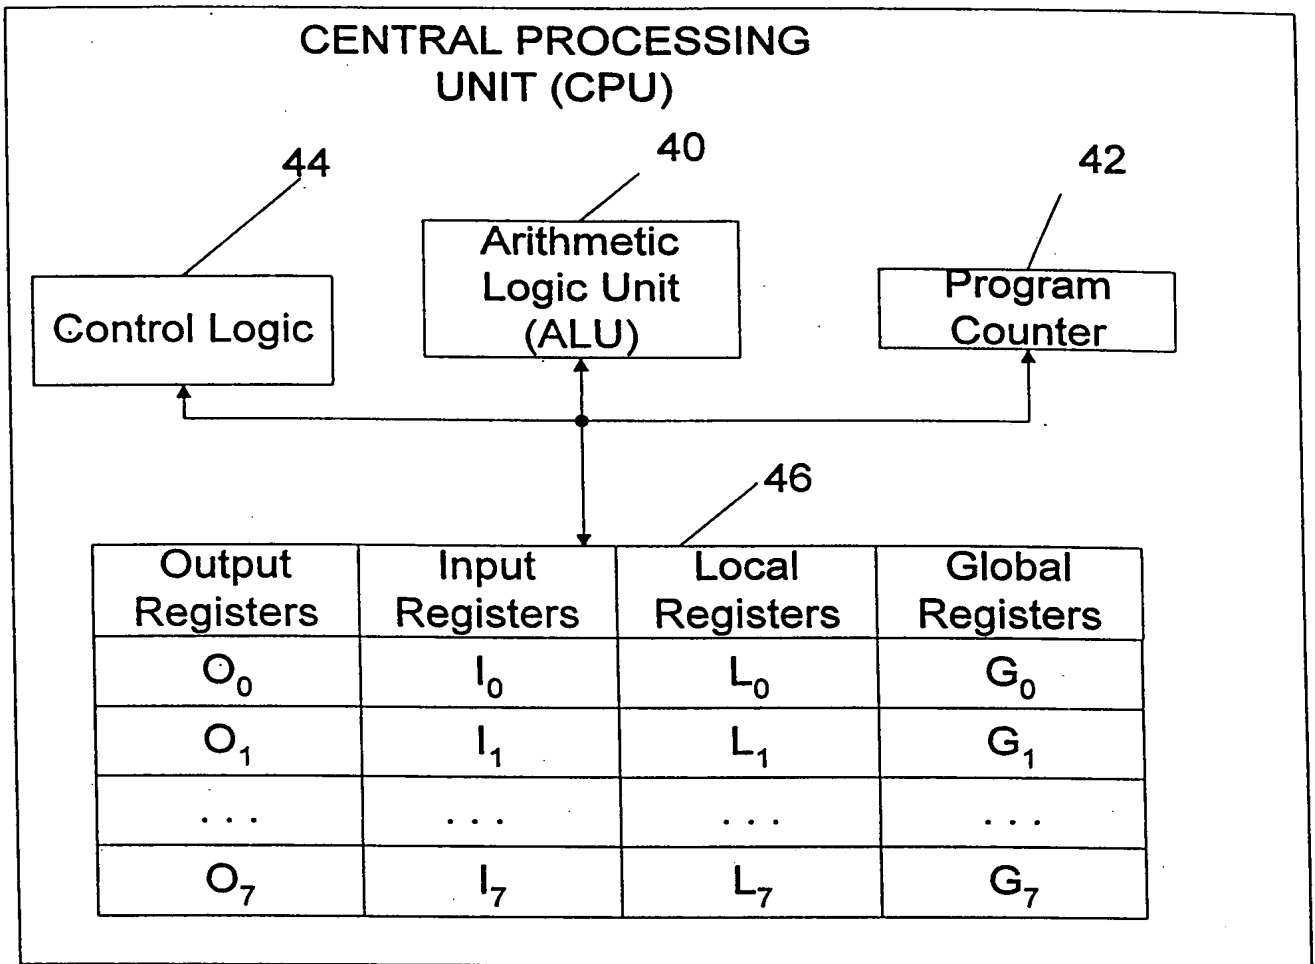 CENTRAL PROCESSING
UNIT (CPU)
44
40
42
Control Logic
Arithmetic
Logic Unit
(ALU)
Program
Counter
46
Output
Registers
Input
Registers
Local
Registers
Global
Registers
O0 I0 L0 G0
O1 I1 L1 G1
. . . . . . . . . . . .
O7 I7 L7 G7